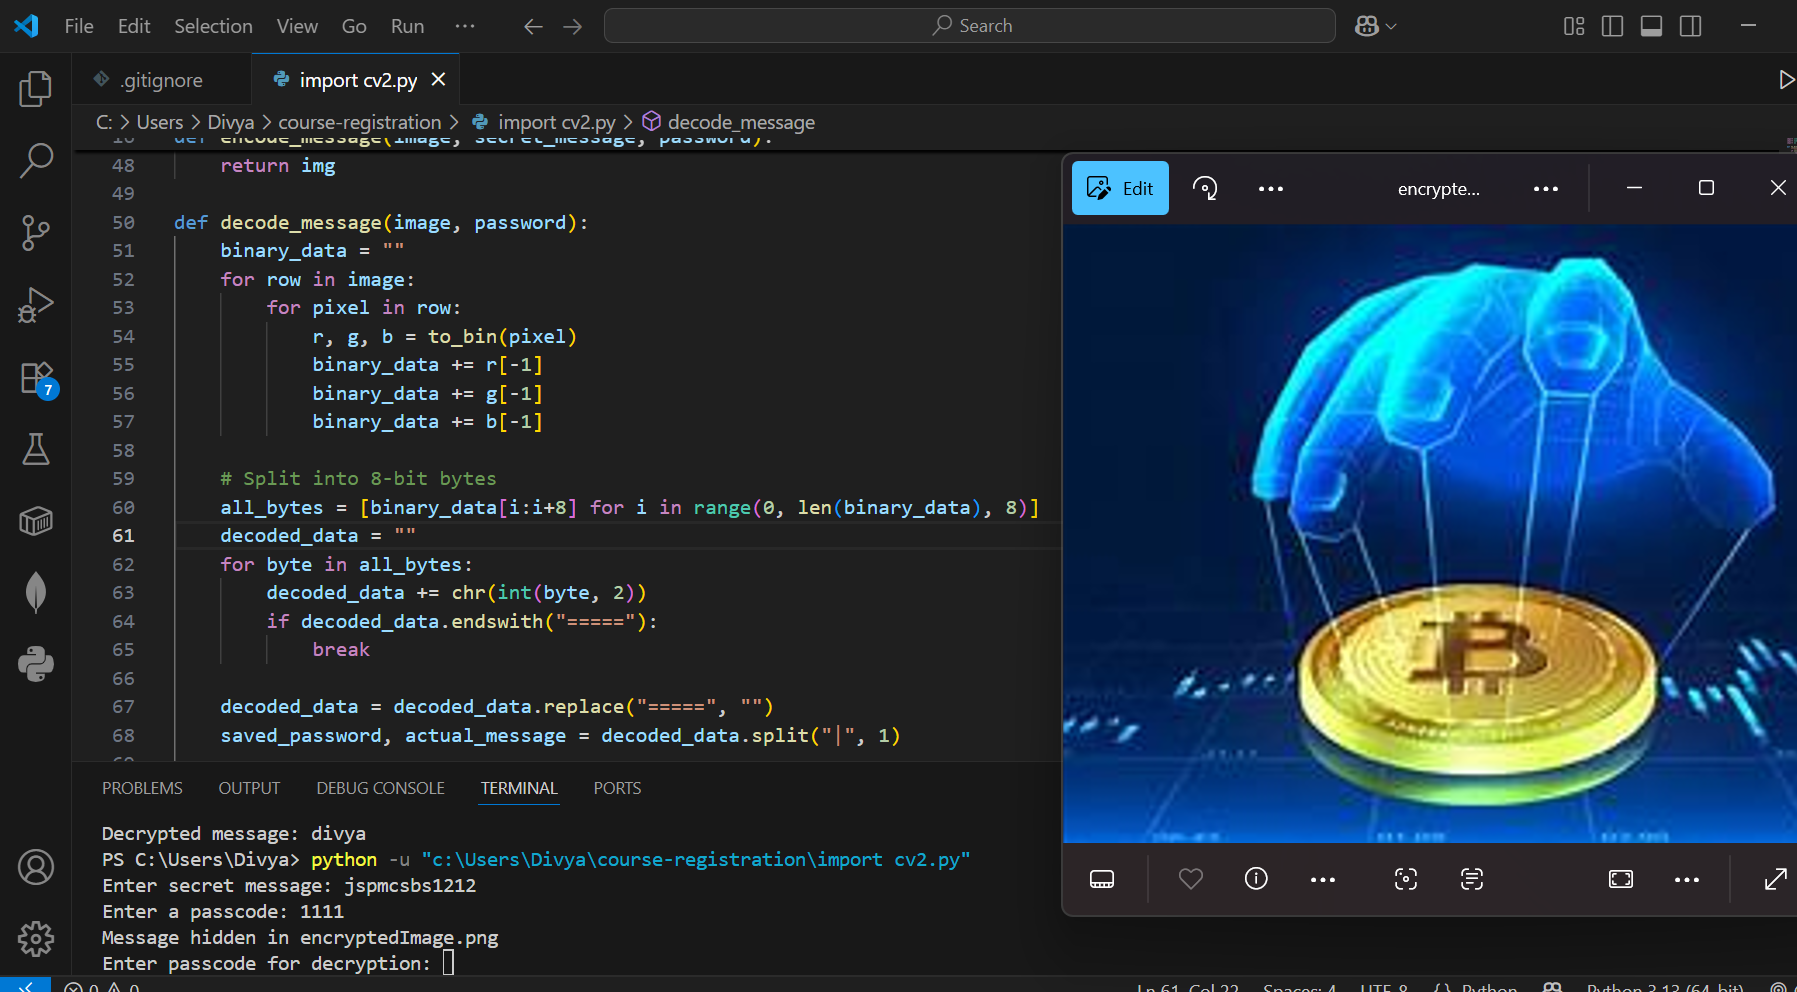 File Edit Selection View Go Run ··· Search
.gitignore import cv2.py
C: > Users > Divya > course-registration > import cv2.py > decode_message
16 def encode_message(image, secret_message, password):
48 return img
49
50 def decode_message(image, password):
51 binary_data = ""
52 for row in image:
53 for pixel in row:
54 r, g, b = to_bin(pixel)
55 binary_data += r[-1]
56 binary_data += g[-1]
57 binary_data += b[-1]
58
59 # Split into 8-bit bytes
60 all_bytes = [binary_data[i:i+8] for i in range(0, len(binary_data), 8)]
61 decoded_data = ""
62 for byte in all_bytes:
63 decoded_data += chr(int(byte, 2))
64 if decoded_data.endswith("====="):
65 break
66
67 decoded_data = decoded_data.replace("=====", "")
68 saved_password, actual_message = decoded_data.split("|", 1)
69
7
Edit encrypte...
PROBLEMS OUTPUT DEBUG CONSOLE TERMINAL PORTS
Decrypted message: divya
PS C:\Users\Divya> python -u "c:\Users\Divya\course-registration\import cv2.py"
Enter secret message: jspmcsbs1212
Enter a passcode: 1111
Message hidden in encryptedImage.png
Enter passcode for decryption:
0 0 Ln 61, Col 22 Spaces: 4 UTF-8 {} Python Python 3.13 (64-bit)